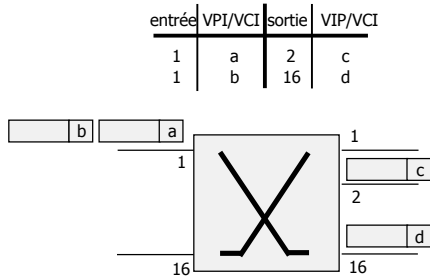 entrée VPI/VCI sortie VIP/VCI
1 a 2 c
1 b 16 d
b a
1 1
c
2
d
16 16